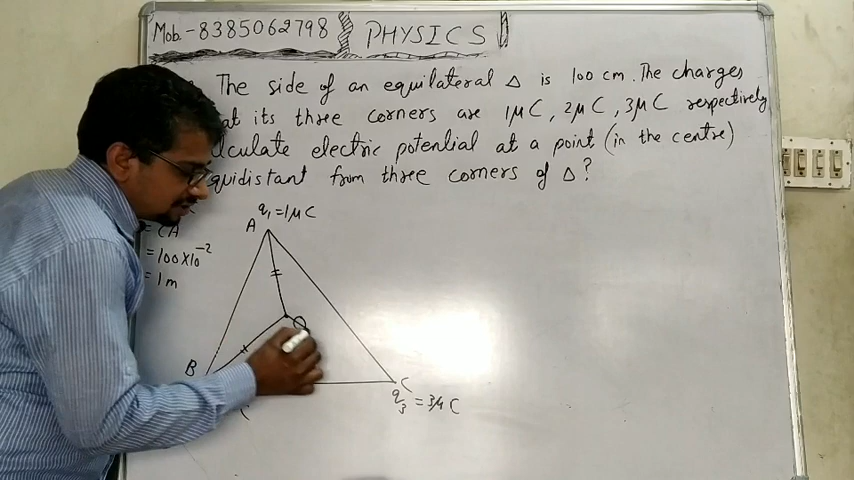 Mob.-8385062798 PHYSICS
The side of an equilateral △ is 100 cm. The charges
at its three corners are 1μC, 2μC, 3μC respectively
lculate electric potential at a point (in the centre)
quidistant from three corners of △?
q₁=1μC
A
= CA
= 100×10⁻²
= 1m
O
B
C
q₃ = 3μC